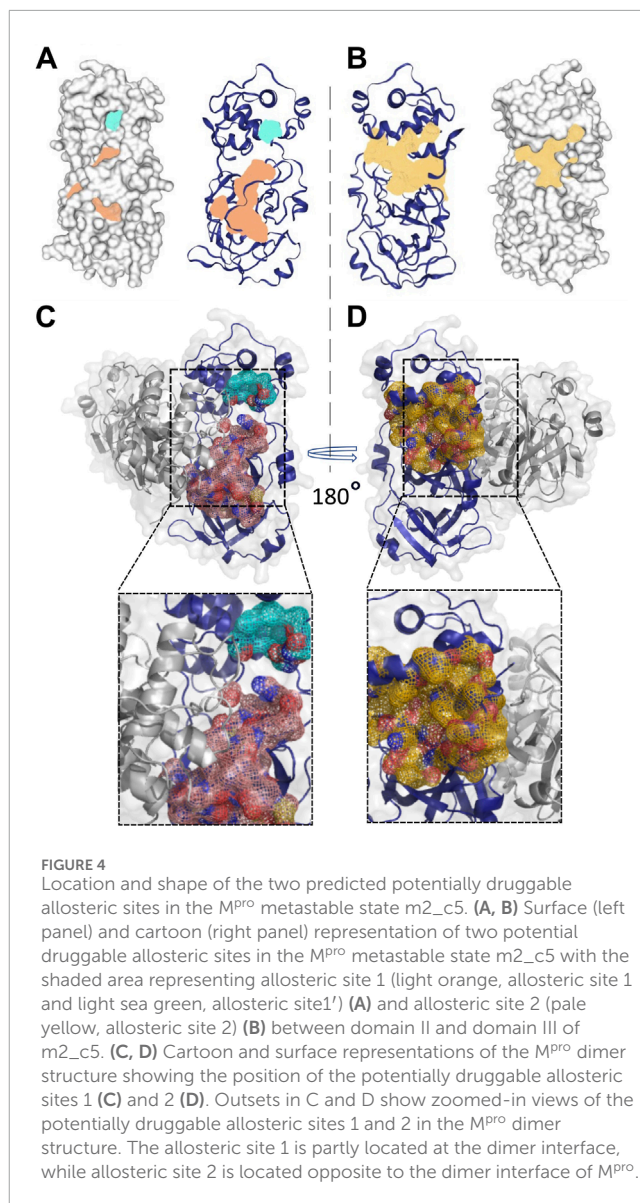 A
B
C
D
180°
FIGURE 4
Location and shape of the two predicted potentially druggable
allosteric sites in the Mᵖʳᵒ metastable state m2_c5. (A, B) Surface (left
panel) and cartoon (right panel) representation of two potential
druggable allosteric sites in the Mᵖʳᵒ metastable state m2_c5 with the
shaded area representing allosteric site 1 (light orange, allosteric site 1
and light sea green, allosteric site1′) (A) and allosteric site 2 (pale
yellow, allosteric site 2) (B) between domain II and domain III of
m2_c5. (C, D) Cartoon and surface representations of the Mᵖʳᵒ dimer
structure showing the position of the potentially druggable allosteric
sites 1 (C) and 2 (D). Outsets in C and D show zoomed-in views of the
potentially druggable allosteric sites 1 and 2 in the Mᵖʳᵒ dimer
structure. The allosteric site 1 is partly located at the dimer interface,
while allosteric site 2 is located opposite to the dimer interface of Mᵖʳᵒ.